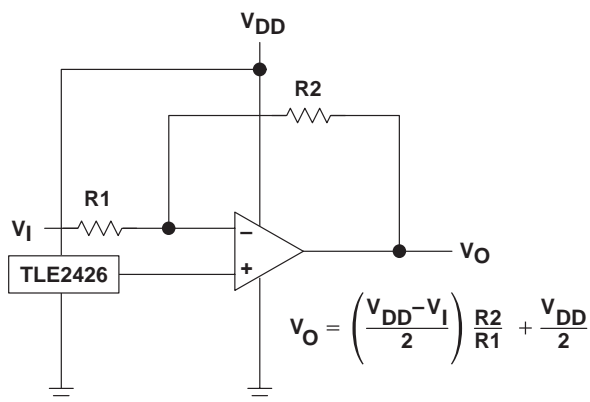 VDD
R2
R1
VI
−
+
TLE2426
VO
VO = ( (VDD−VI) / 2 ) R2/R1 + VDD/2